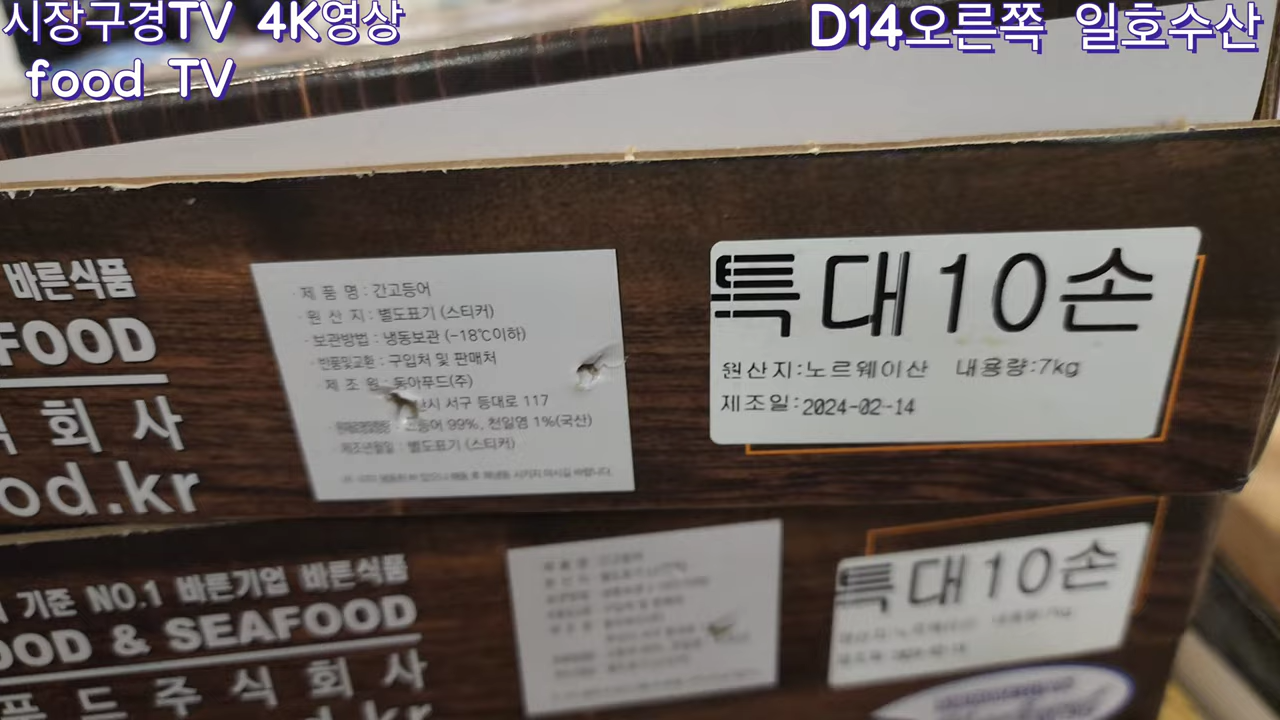 시장구경TV 4K영상
food TV
D14오른쪽 일호수산
바른식품
FOOD
회사
od.kr
· 제 품 명 : 간고등어
· 원 산 지 : 별도표기 (스티커)
· 보관방법 : 냉동보관 (-18℃이하)
· 반품및교환 : 구입처 및 판매처
· 제 조 원 : 동아푸드(주)
시 서구 등대로 117
등어 99%, 천일염 1%(국산)
· 제조년월일 : 별도표기 (스티커)
특대10손
원산지:노르웨이산 내용량:7kg
제조일:2024-02-14
기준 NO.1 바른기업 바른식품
OOD & SEAFOOD
푸드주식회사
d.kr
특대10손